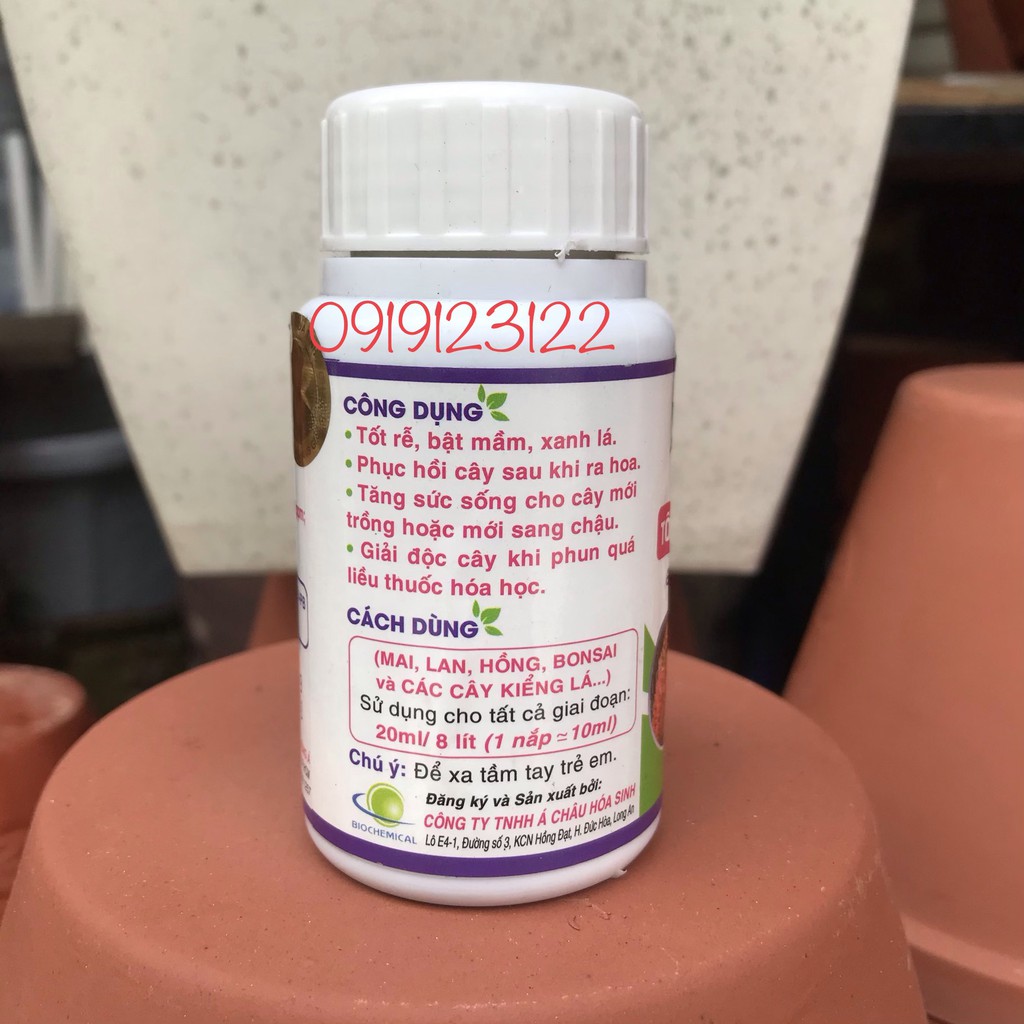 0919123122
CÔNG DỤNG
• Tốt rễ, bật mầm, xanh lá.
• Phục hồi cây sau khi ra hoa.
• Tăng sức sống cho cây mới
trồng hoặc mới sang chậu.
• Giải độc cây khi phun quá
liều thuốc hóa học.
CÁCH DÙNG
(MAI, LAN, HỒNG, BONSAI
và CÁC CÂY KIỂNG LÁ...)
Sử dụng cho tất cả giai đoạn:
20ml/ 8 lít (1 nắp ≃ 10ml)
Chú ý: Để xa tầm tay trẻ em.
Đăng ký và Sản xuất bởi:
CÔNG TY TNHH Á CHÂU HÓA SINH
Lô E4-1, Đường số 3, KCN Hồng Đạt, H. Đức Hòa, Long An
BIOCHEMICAL